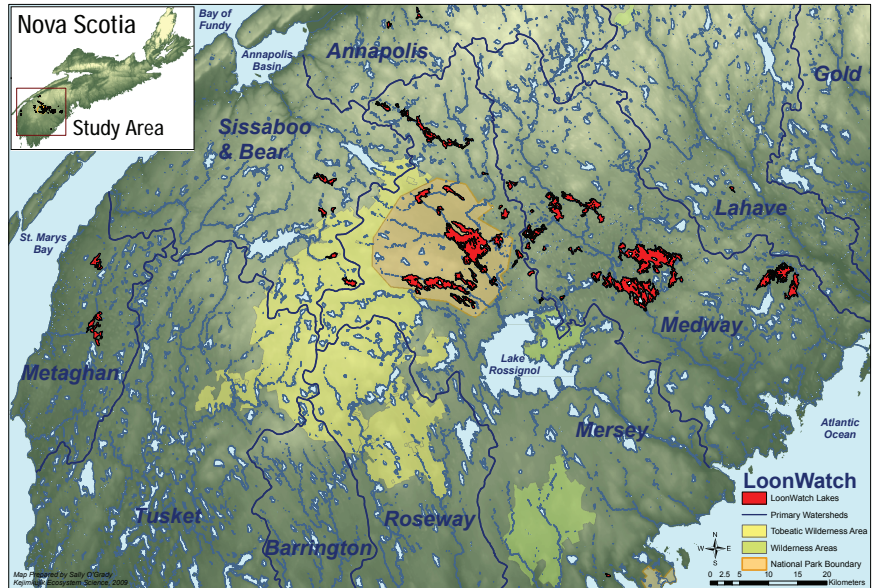 Nova Scotia
Study Area
Bay of
Fundy
Annapolis
Basin
Annapolis
Gold
Sissaboo
& Bear
Lahave
St. Marys
Bay
Medway
Lake
Rossignol
Metaghan
Atlantic
Ocean
Mersey
Tusket
Roseway
Barrington
LoonWatch
LoonWatch Lakes
Primary Watersheds
Tobeatic Wilderness Area
Wilderness Areas
National Park Boundary
N
W E
S
0 2.5 5 10 15 20
Kilometers
Map Prepared by Sally O'Grady
Kejimkujik Ecosystem Science, 2009